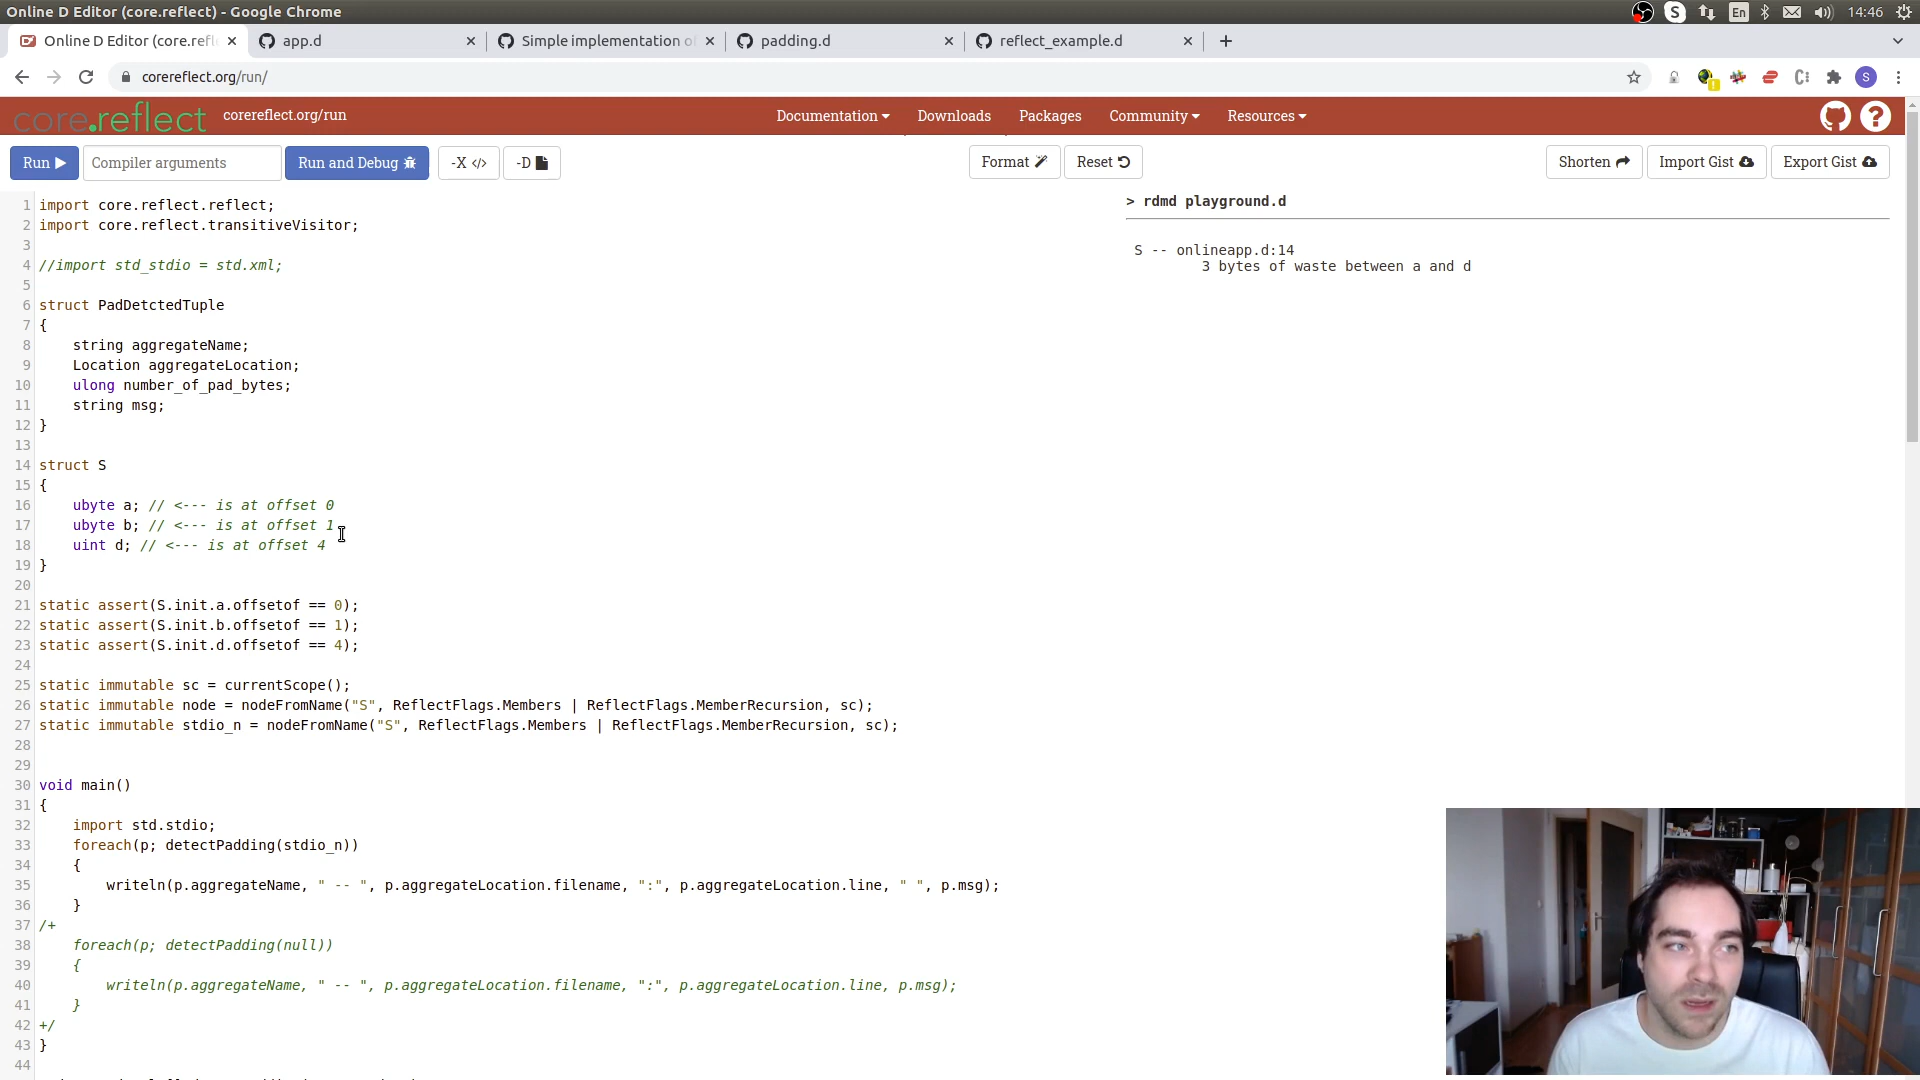 Online D Editor (core.reflect) - Google Chrome
En 14:46
Online D Editor (core.refl
app.d
Simple implementation o
padding.d
reflect_example.d
corereflect.org/run/
S
core.reflect corereflect.org/run
Documentation Downloads Packages Community Resources ?
Run Compiler arguments Run and Debug -X </> -D Format Reset Shorten Import Gist Export Gist
1 import core.reflect.reflect;
2 import core.reflect.transitiveVisitor;
3
4 //import std_stdio = std.xml;
5
6 struct PadDetctedTuple
7 {
8 string aggregateName;
9 Location aggregateLocation;
10 ulong number_of_pad_bytes;
11 string msg;
12 }
13
14 struct S
15 {
16 ubyte a; // <--- is at offset 0
17 ubyte b; // <--- is at offset 1
18 uint d; // <--- is at offset 4
19 }
20
21 static assert(S.init.a.offsetof == 0);
22 static assert(S.init.b.offsetof == 1);
23 static assert(S.init.d.offsetof == 4);
24
25 static immutable sc = currentScope();
26 static immutable node = nodeFromName("S", ReflectFlags.Members | ReflectFlags.MemberRecursion, sc);
27 static immutable stdio_n = nodeFromName("S", ReflectFlags.Members | ReflectFlags.MemberRecursion, sc);
28
29
30 void main()
31 {
32 import std.stdio;
33 foreach(p; detectPadding(stdio_n))
34 {
35 writeln(p.aggregateName, " -- ", p.aggregateLocation.filename, ":", p.aggregateLocation.line, " ", p.msg);
36 }
37 /+
38 foreach(p; detectPadding(null))
39 {
40 writeln(p.aggregateName, " -- ", p.aggregateLocation.filename, ":", p.aggregateLocation.line, p.msg);
41 }
42 +/
43 }
44
> rdmd playground.d
S -- onlineapp.d:14
3 bytes of waste between a and d